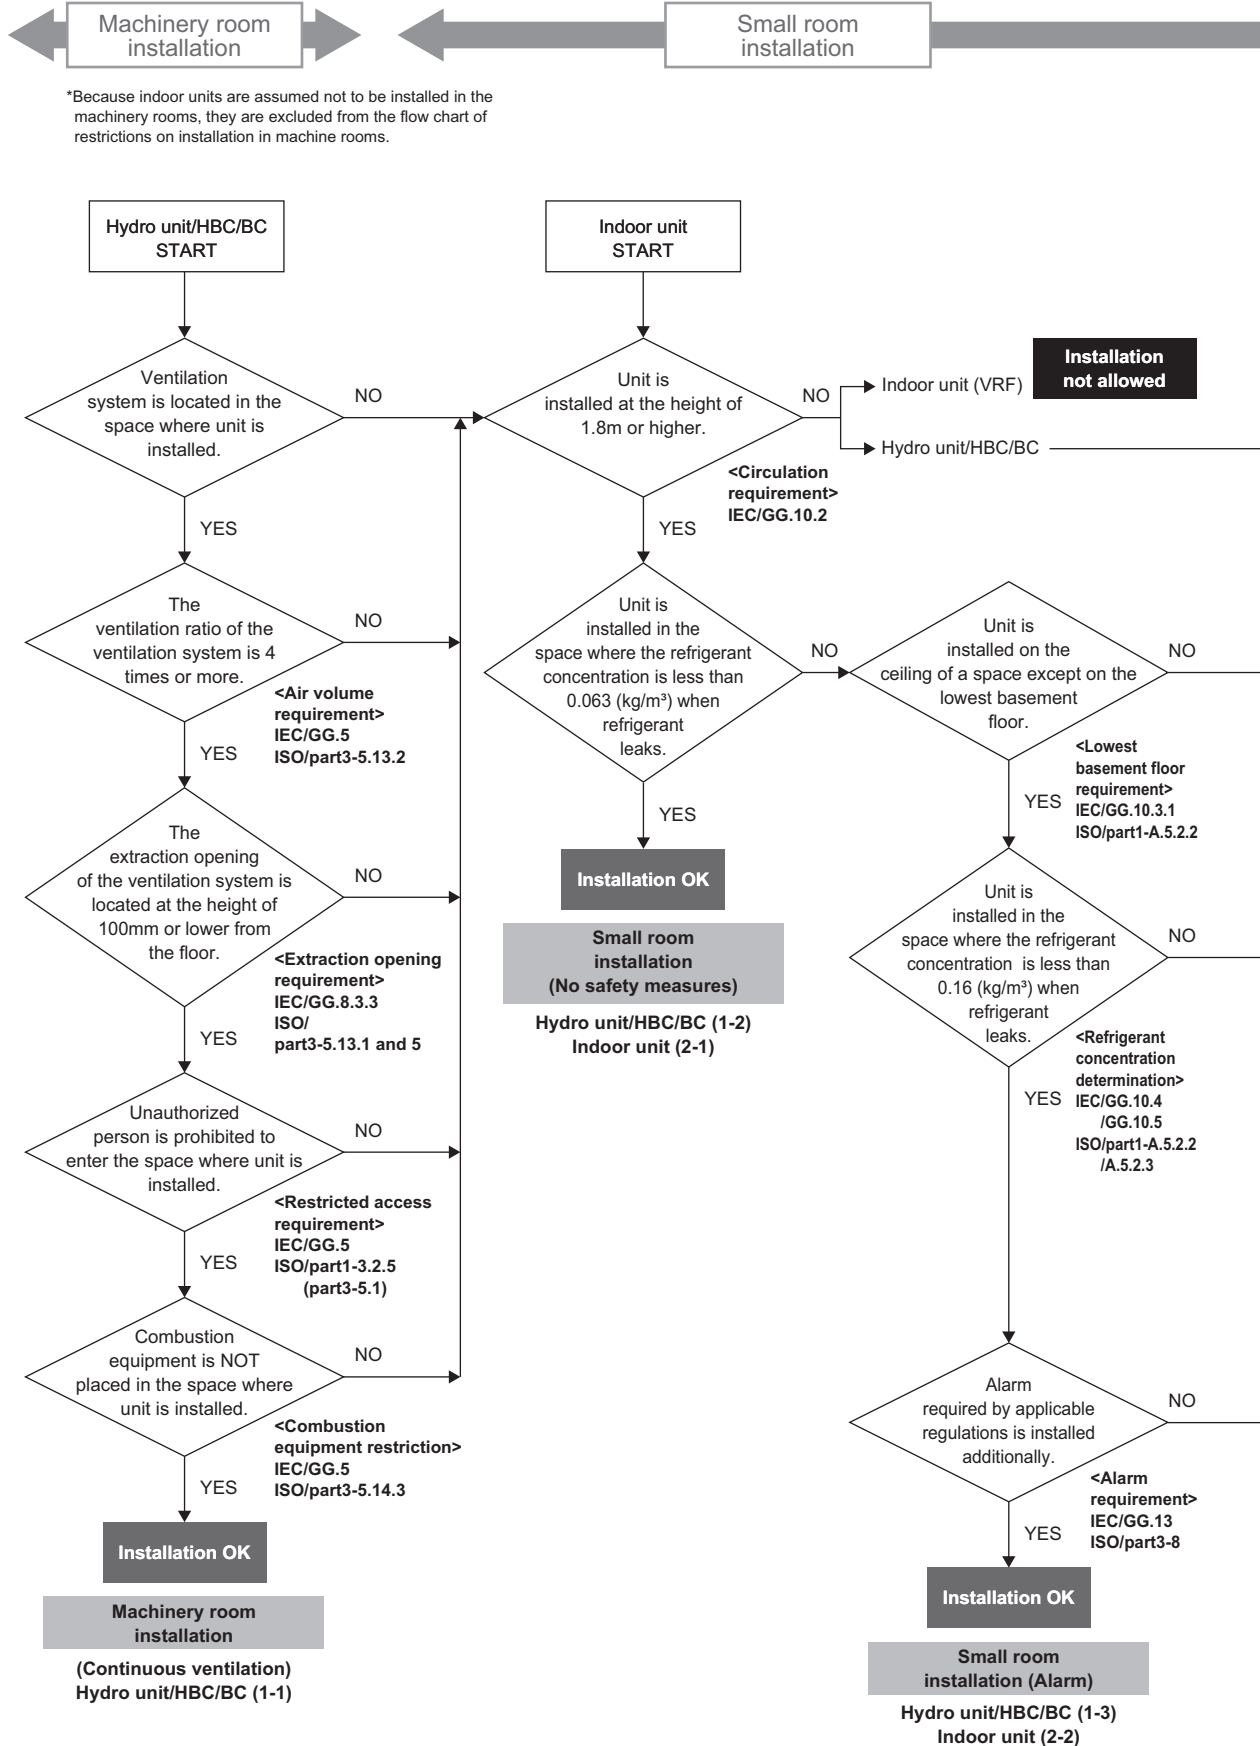 Machinery room
installation
Small room
installation
*Because indoor units are assumed not to be installed in the
machinery rooms, they are excluded from the flow chart of
restrictions on installation in machine rooms.
Hydro unit/HBC/BC
START
Ventilation
system is located in the
space where unit is
installed.
NO
YES
The
ventilation ratio of the
ventilation system is 4
times or more.
NO
<Air volume
requirement>
IEC/GG.5
ISO/part3-5.13.2
YES
The
extraction opening
of the ventilation system is
located at the height of
100mm or lower from
the floor.
NO
<Extraction opening
requirement>
IEC/GG.8.3.3
ISO/
part3-5.13.1 and 5
YES
Unauthorized
person is prohibited to
enter the space where unit is
installed.
NO
<Restricted access
requirement>
IEC/GG.5
ISO/part1-3.2.5
(part3-5.1)
YES
Combustion
equipment is NOT
placed in the space where
unit is installed.
NO
<Combustion
equipment restriction>
IEC/GG.5
ISO/part3-5.14.3
YES
Installation OK
Machinery room
installation
(Continuous ventilation)
Hydro unit/HBC/BC (1-1)
Indoor unit
START
Unit is
installed at the height of
1.8m or higher.
NO
Indoor unit (VRF)
Installation
not allowed
Hydro unit/HBC/BC
<Circulation
requirement>
IEC/GG.10.2
YES
Unit is
installed in the
space where the refrigerant
concentration is less than
0.063 (kg/m³) when
refrigerant
leaks.
NO
YES
Installation OK
Small room
installation
(No safety measures)
Hydro unit/HBC/BC (1-2)
Indoor unit (2-1)
Unit is
installed on the
ceiling of a space except on the
lowest basement
floor.
NO
<Lowest
basement floor
requirement>
IEC/GG.10.3.1
ISO/part1-A.5.2.2
YES
Unit is
installed in the
space where the refrigerant
concentration is less than
0.16 (kg/m³) when
refrigerant
leaks.
NO
<Refrigerant
concentration
determination>
IEC/GG.10.4
/GG.10.5
ISO/part1-A.5.2.2
/A.5.2.3
YES
Alarm
required by applicable
regulations is installed
additionally.
NO
<Alarm
requirement>
IEC/GG.13
ISO/part3-8
YES
Installation OK
Small room
installation (Alarm)
Hydro unit/HBC/BC (1-3)
Indoor unit (2-2)